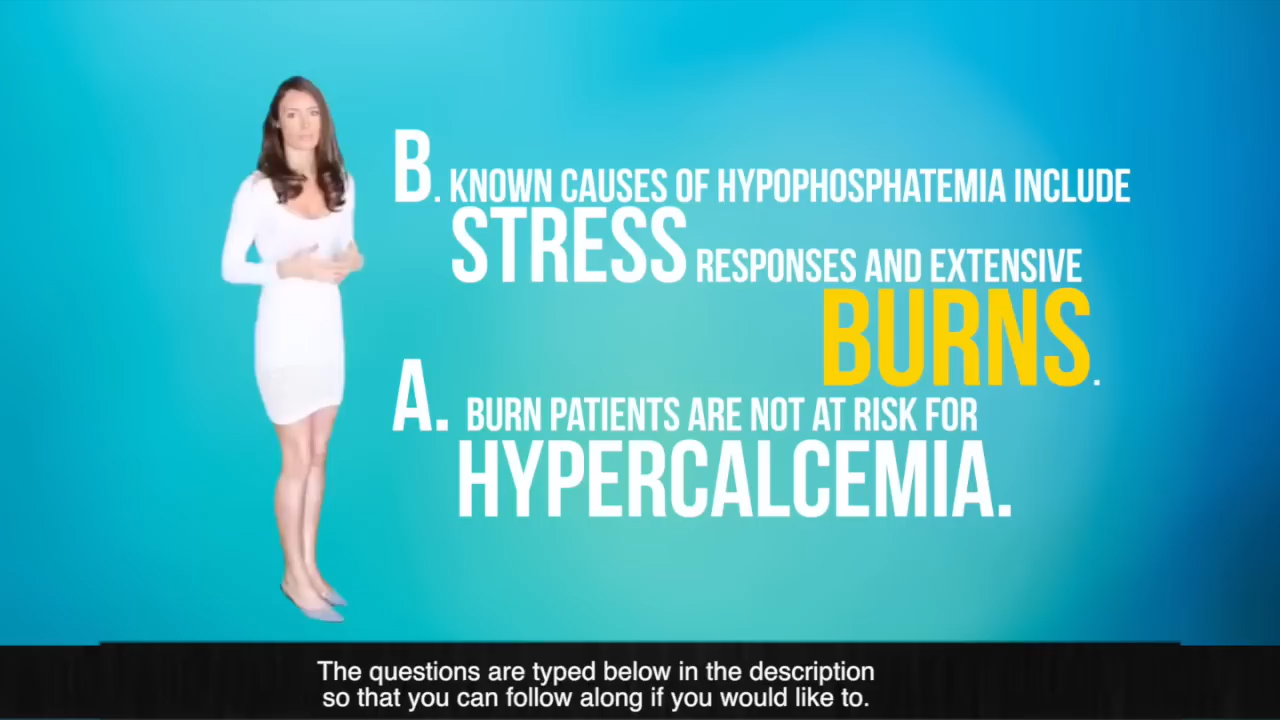 B. KNOWN CAUSES OF HYPOPHOSPHATEMIA INCLUDE
STRESS RESPONSES AND EXTENSIVE
BURNS.
A. BURN PATIENTS ARE NOT AT RISK FOR
HYPERCALCEMIA.
The questions are typed below in the description
so that you can follow along if you would like to.